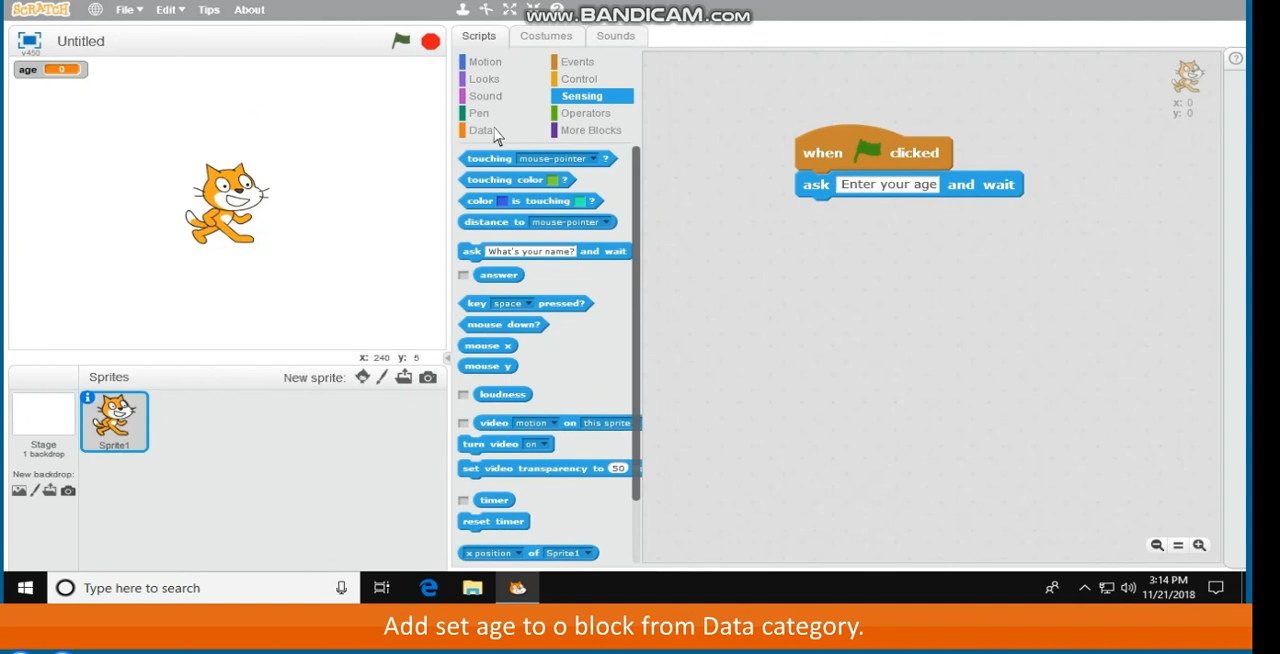 SCRATCH File Edit Tips About
www.BANDICAM.com
v450 Untitled
Scripts Costumes Sounds
age 0
Motion Events
Looks Control
Sound Sensing
Pen Operators
Data More Blocks
x: 0
y: 0
when clicked
ask Enter your age and wait
touching mouse-pointer ?
touching color ?
color is touching ?
distance to mouse-pointer
ask What's your name? and wait
answer
key space pressed?
mouse down?
mouse x
mouse y
loudness
video motion on this sprite
turn video on
set video transparency to 50
timer
reset timer
x position of Sprite1
x: 240 y: 5
Sprites New sprite:
Stage
1 backdrop
New backdrop:
Sprite1
Type here to search
3:14 PM
11/21/2018
Add set age to o block from Data category.